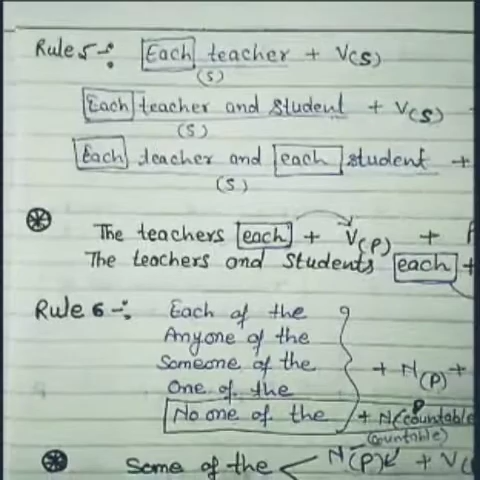 Rule 5 -: Each teacher + V(S)
(S)
Each teacher and student + V(S)
(S)
Each teacher and each student +
(S)
The teachers each + V(P) +
The teachers and students each +
Rule 6 -: Each of the
Anyone of the
Someone of the
One of the + N(P) +
No one of the + N(countable
P
(countable)
Some of the < N(P) + V(